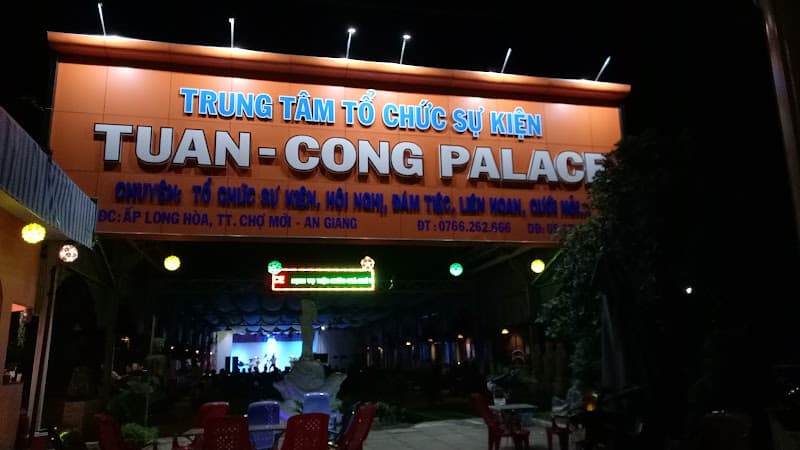 TRUNG TÂM TỔ CHỨC SỰ KIỆN
TUAN - CONG PALACE
CHUYÊN: TỔ CHỨC SỰ KIỆN, HỘI NGHỊ, ĐÁM TIỆC, LIÊN HOAN, CƯỚI HỎI...
ĐC: ẤP LONG HÒA, TT. CHỢ MỚI - AN GIANG ĐT: 0766.262.666 DĐ: